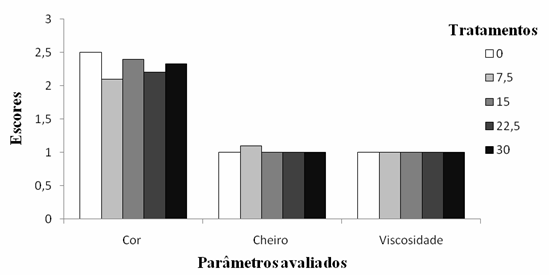 3
2,5
2
1,5
1
0,5
0
Escores
Cor
Cheiro
Viscosidade
Parâmetros avaliados
Tratamentos
0
7,5
15
22,5
30